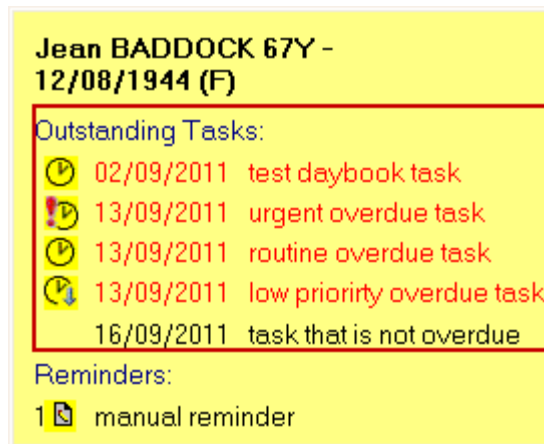 Jean BADDOCK 67Y -
12/08/1944 (F)
Outstanding Tasks:
02/09/2011 test daybook task
13/09/2011 urgent overdue task
13/09/2011 routine overdue task
13/09/2011 low priorirty overdue task
16/09/2011 task that is not overdue
Reminders:
1 manual reminder